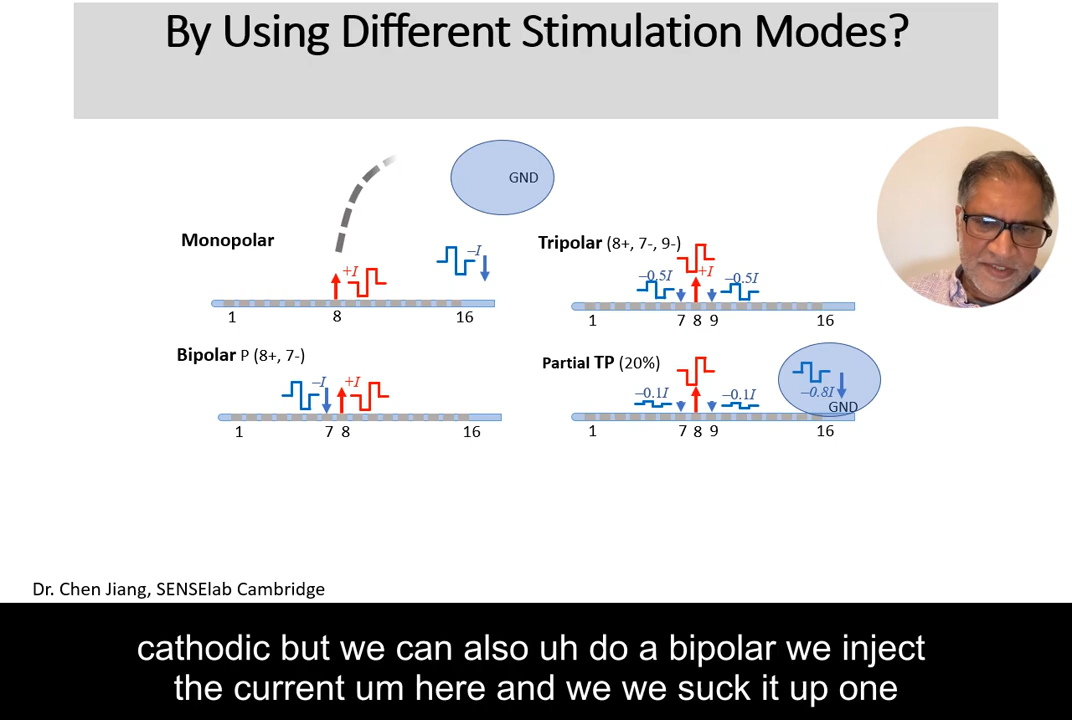 By Using Different Stimulation Modes?
GND
Monopolar
+I
−I
1 8 16
Tripolar (8+, 7-, 9-)
−0.5I +I −0.5I
1 7 8 9 16
Bipolar P (8+, 7-)
−I +I
1 7 8 16
Partial TP (20%)
−0.1I −0.1I −0.8I
GND
1 7 8 9 16
Dr. Chen Jiang, SENSElab Cambridge
cathodic but we can also uh do a bipolar we inject
the current um here and we we suck it up one